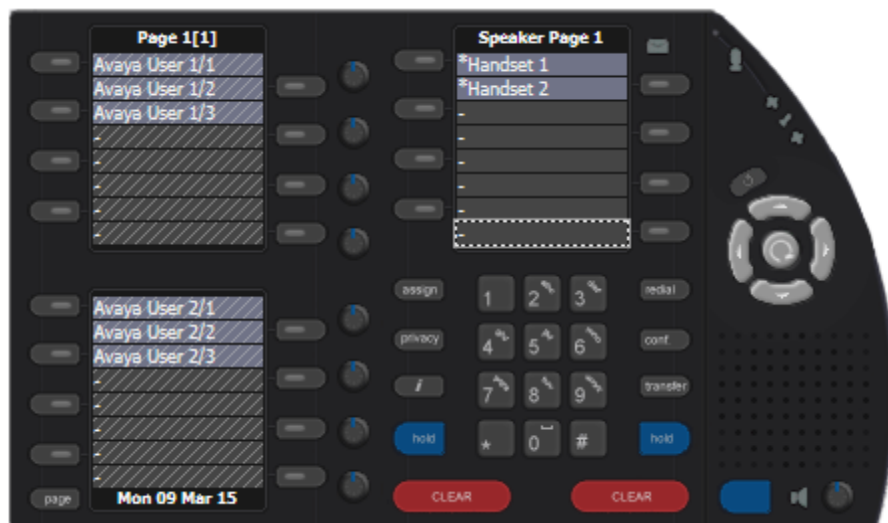 Page 1[1]
Avaya User 1/1
Avaya User 1/2
Avaya User 1/3
-
-
-
-
-
Speaker Page 1
*Handset 1
*Handset 2
-
-
-
-
-
-
Avaya User 2/1
Avaya User 2/2
Avaya User 2/3
-
-
-
-
-
Mon 09 Mar 15
page
assign
privacy
i
hold
1
2
3
4
5
6
7
8
9
*
0
#
redial
conf.
transfer
hold
CLEAR
CLEAR